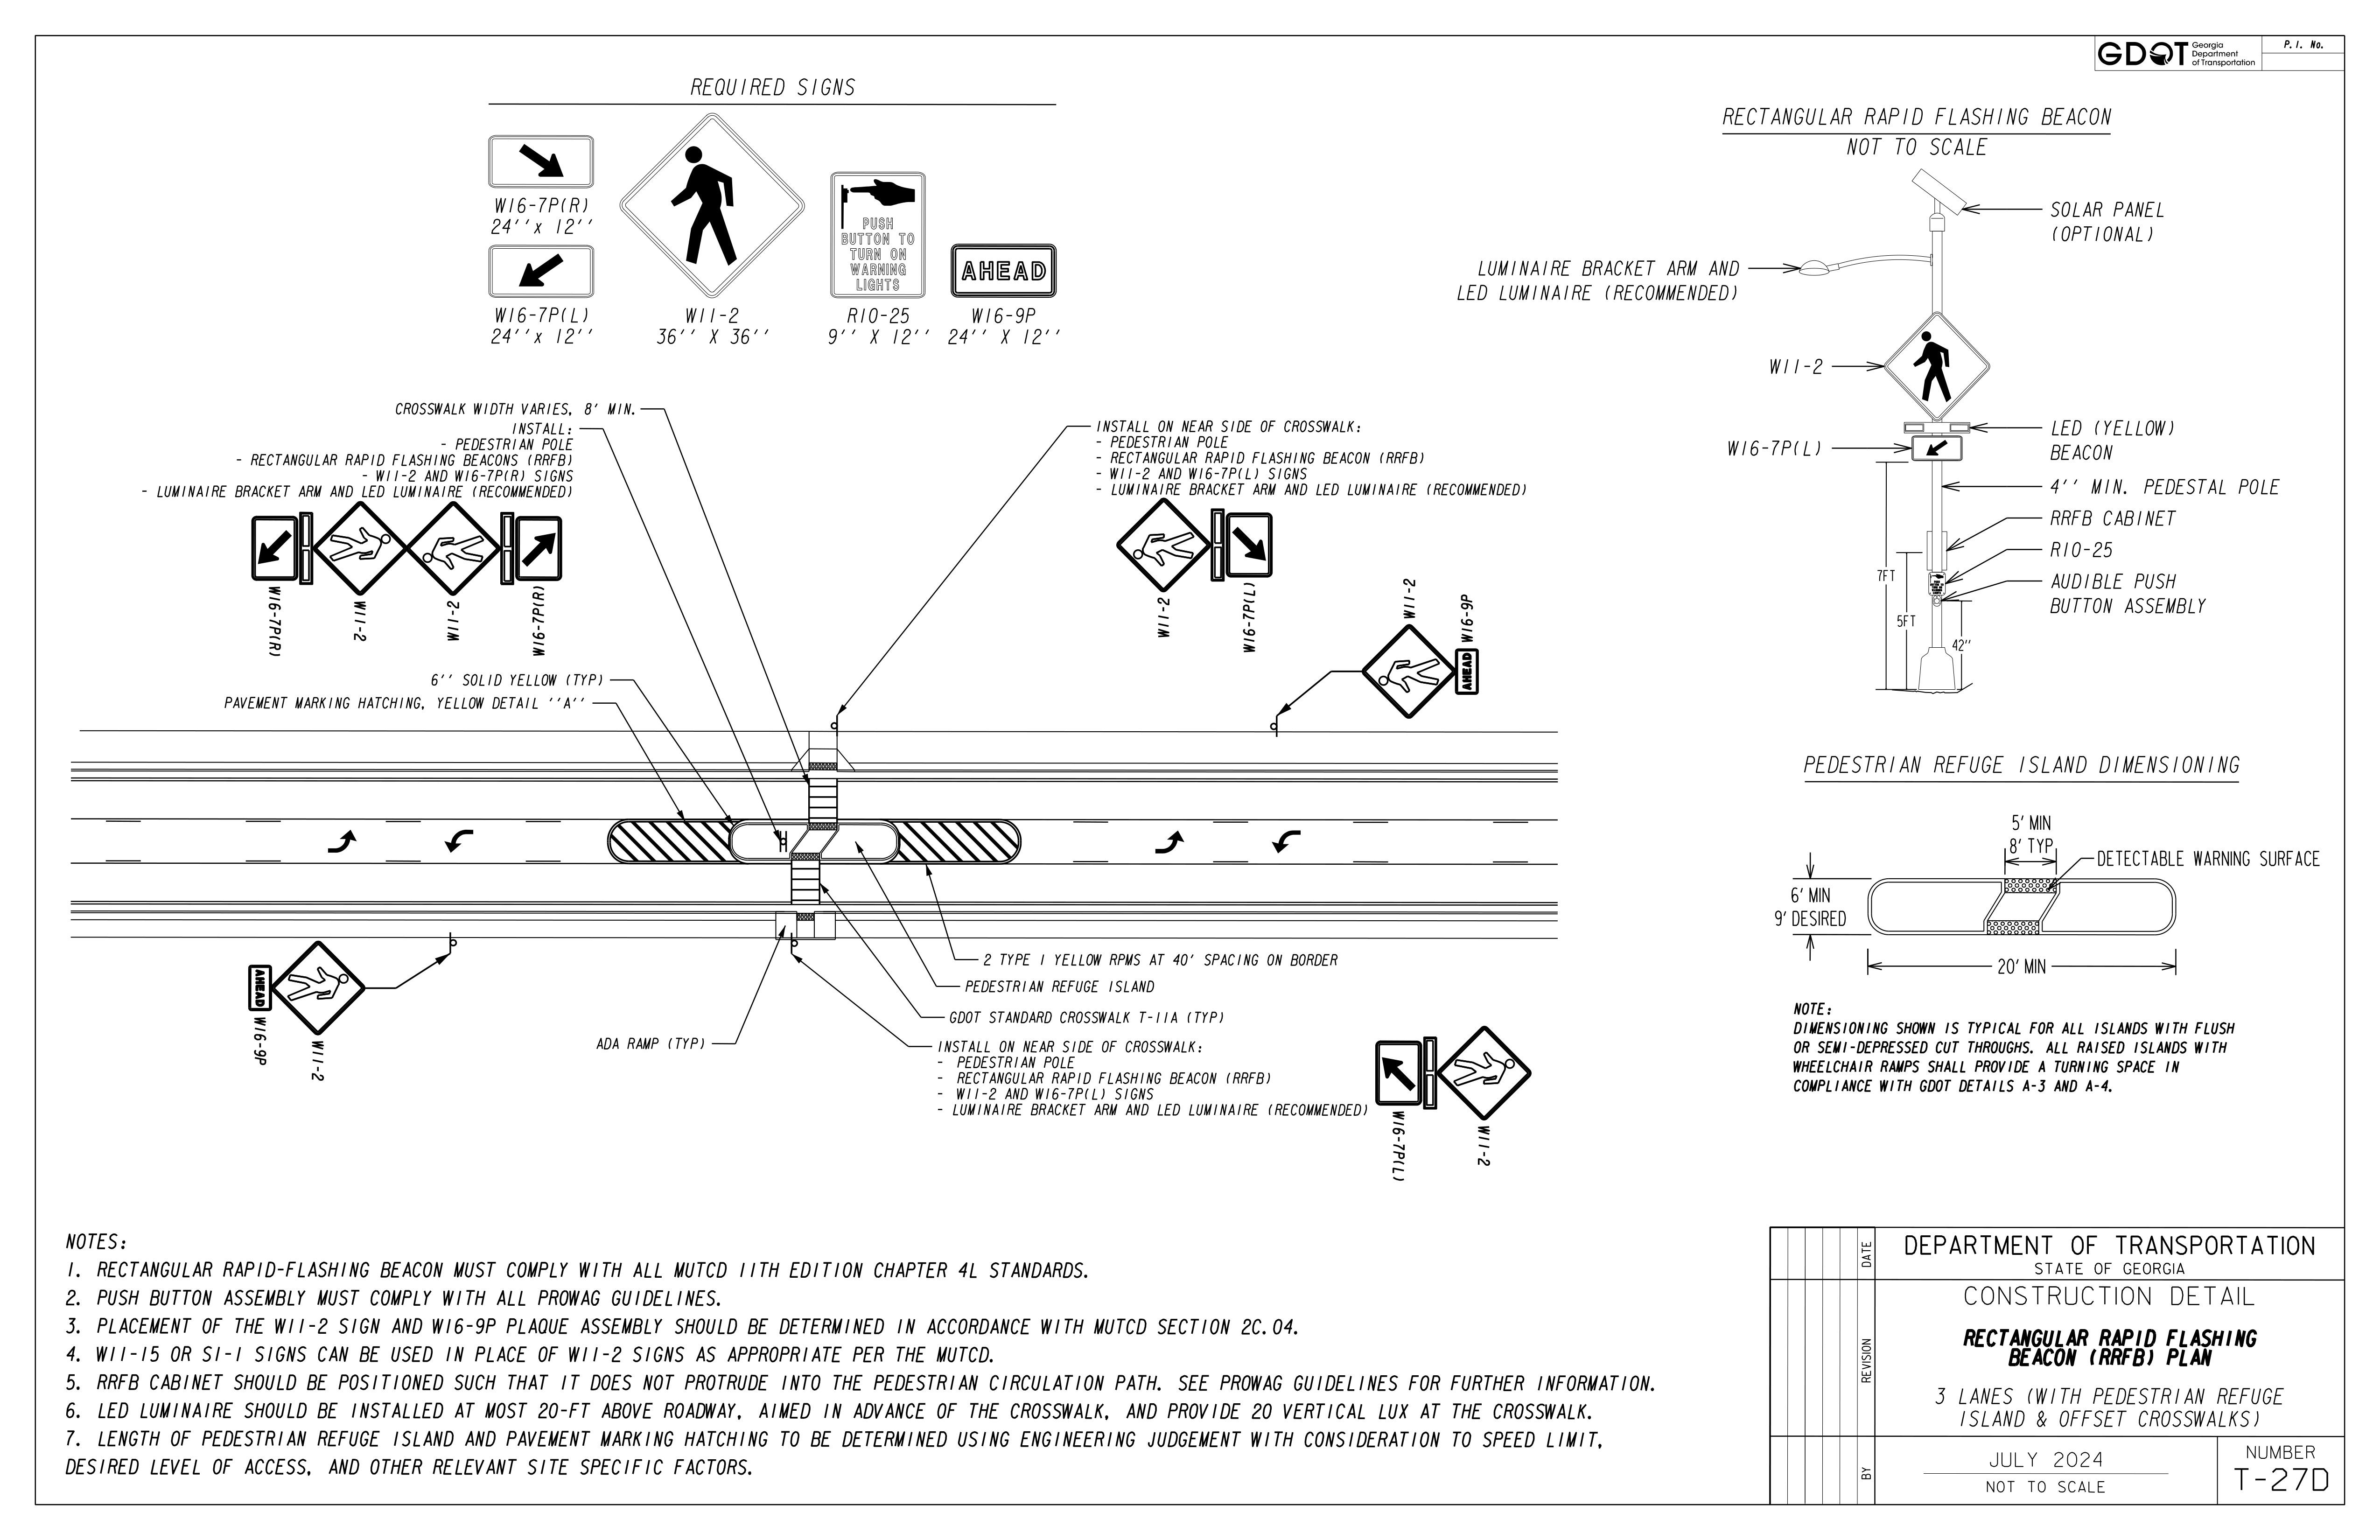 GDOT Georgia
Department
of Transportation
P.I. No.
REQUIRED SIGNS
W16-7P(R)
24''x 12''
W16-7P(L)
24''x 12''
W11-2
36'' X 36''
PUSH
BUTTON TO
TURN ON
WARNING
LIGHTS
R10-25
9'' X 12''
AHEAD
W16-9P
24'' X 12''
RECTANGULAR RAPID FLASHING BEACON
NOT TO SCALE
SOLAR PANEL
(OPTIONAL)
LUMINAIRE BRACKET ARM AND
LED LUMINAIRE (RECOMMENDED)
W11-2
LED (YELLOW)
BEACON
W16-7P(L)
4'' MIN. PEDESTAL POLE
RRFB CABINET
R10-25
AUDIBLE PUSH
BUTTON ASSEMBLY
7FT
5FT
42''
CROSSWALK WIDTH VARIES, 8' MIN.
INSTALL:
- PEDESTRIAN POLE
- RECTANGULAR RAPID FLASHING BEACONS (RRFB)
- W11-2 AND W16-7P(R) SIGNS
- LUMINAIRE BRACKET ARM AND LED LUMINAIRE (RECOMMENDED)
W16-7P(R)
W11-2
W11-2
W16-7P(R)
INSTALL ON NEAR SIDE OF CROSSWALK:
- PEDESTRIAN POLE
- RECTANGULAR RAPID FLASHING BEACON (RRFB)
- W11-2 AND W16-7P(L) SIGNS
- LUMINAIRE BRACKET ARM AND LED LUMINAIRE (RECOMMENDED)
W11-2
W16-7P(L)
W11-2
W16-9P
AHEAD
6'' SOLID YELLOW (TYP)
PAVEMENT MARKING HATCHING, YELLOW DETAIL ''A''
AHEAD
W16-9P
W11-2
ADA RAMP (TYP)
2 TYPE 1 YELLOW RPMS AT 40' SPACING ON BORDER
PEDESTRIAN REFUGE ISLAND
GDOT STANDARD CROSSWALK T-11A (TYP)
INSTALL ON NEAR SIDE OF CROSSWALK:
- PEDESTRIAN POLE
- RECTANGULAR RAPID FLASHING BEACON (RRFB)
- W11-2 AND W16-7P(L) SIGNS
- LUMINAIRE BRACKET ARM AND LED LUMINAIRE (RECOMMENDED)
W16-7P(L)
W11-2
PEDESTRIAN REFUGE ISLAND DIMENSIONING
5' MIN
8' TYP
DETECTABLE WARNING SURFACE
6' MIN
9' DESIRED
20' MIN
NOTE:
DIMENSIONING SHOWN IS TYPICAL FOR ALL ISLANDS WITH FLUSH
OR SEMI-DEPRESSED CUT THROUGHS. ALL RAISED ISLANDS WITH
WHEELCHAIR RAMPS SHALL PROVIDE A TURNING SPACE IN
COMPLIANCE WITH GDOT DETAILS A-3 AND A-4.
NOTES:
1. RECTANGULAR RAPID-FLASHING BEACON MUST COMPLY WITH ALL MUTCD 11TH EDITION CHAPTER 4L STANDARDS.
2. PUSH BUTTON ASSEMBLY MUST COMPLY WITH ALL PROWAG GUIDELINES.
3. PLACEMENT OF THE W11-2 SIGN AND W16-9P PLAQUE ASSEMBLY SHOULD BE DETERMINED IN ACCORDANCE WITH MUTCD SECTION 2C.04.
4. W11-15 OR S1-1 SIGNS CAN BE USED IN PLACE OF W11-2 SIGNS AS APPROPRIATE PER THE MUTCD.
5. RRFB CABINET SHOULD BE POSITIONED SUCH THAT IT DOES NOT PROTRUDE INTO THE PEDESTRIAN CIRCULATION PATH. SEE PROWAG GUIDELINES FOR FURTHER INFORMATION.
6. LED LUMINAIRE SHOULD BE INSTALLED AT MOST 20-FT ABOVE ROADWAY, AIMED IN ADVANCE OF THE CROSSWALK, AND PROVIDE 20 VERTICAL LUX AT THE CROSSWALK.
7. LENGTH OF PEDESTRIAN REFUGE ISLAND AND PAVEMENT MARKING HATCHING TO BE DETERMINED USING ENGINEERING JUDGEMENT WITH CONSIDERATION TO SPEED LIMIT,
DESIRED LEVEL OF ACCESS, AND OTHER RELEVANT SITE SPECIFIC FACTORS.
DATE
REVISION
BY
DEPARTMENT OF TRANSPORTATION
STATE OF GEORGIA
CONSTRUCTION DETAIL
RECTANGULAR RAPID FLASHING
BEACON (RRFB) PLAN
3 LANES (WITH PEDESTRIAN REFUGE
ISLAND & OFFSET CROSSWALKS)
JULY 2024
NOT TO SCALE
NUMBER
T-27D